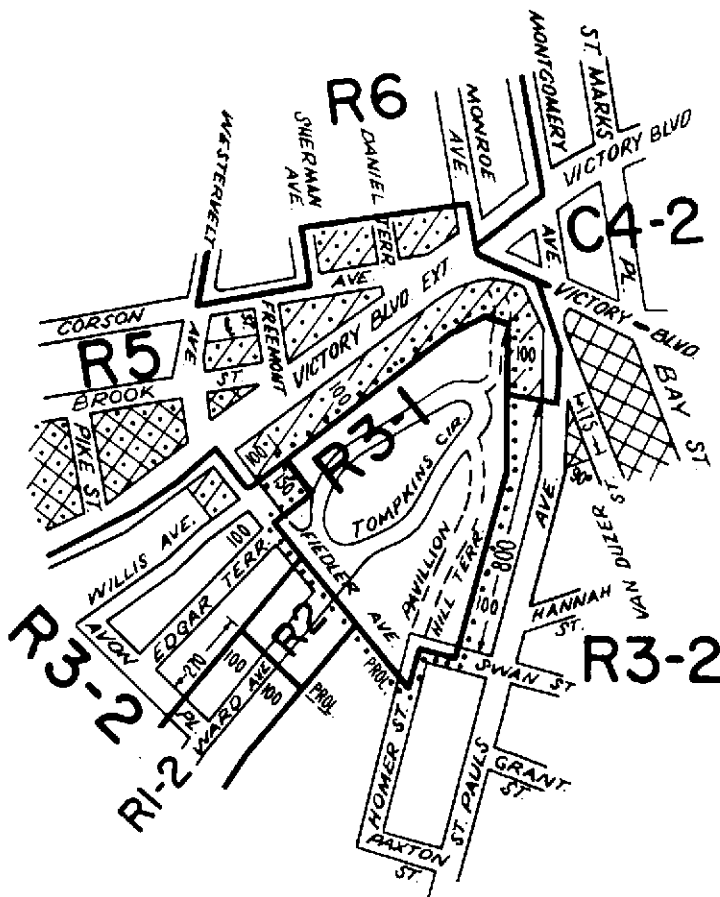 R6
WESTERVELT
AVE
SHERMAN
AVE.
DANIEL
TERR
MONROE
AVE.
MONTGOMERY
AVE.
ST. MARKS
PL.
VICTORY BLVD
C4-2
VICTORY BLVD.
BAY
ST.
CORSON
AVE.
VICTORY BLVD. EXT.
FREEMONT
ST
R5
BROOK
ST
PIKE ST.
100
100
100
R3-1
TOMPKINS CIR.
150
FIEDLER
AVE
PAVILLION
HILL TERR.
800
100
AVE.
115
90
VAN DUZER ST.
HANNAH
ST.
R3-2
WILLIS AVE.
100
EDGAR TERR.
AVON
PL
R3-2
270
100
100
R2
WARD AVE
PROL.
PROL.
R1-2
SWAN ST
HOMER ST.
ST. PAULS
GRANT
ST.
PAXTON
ST.